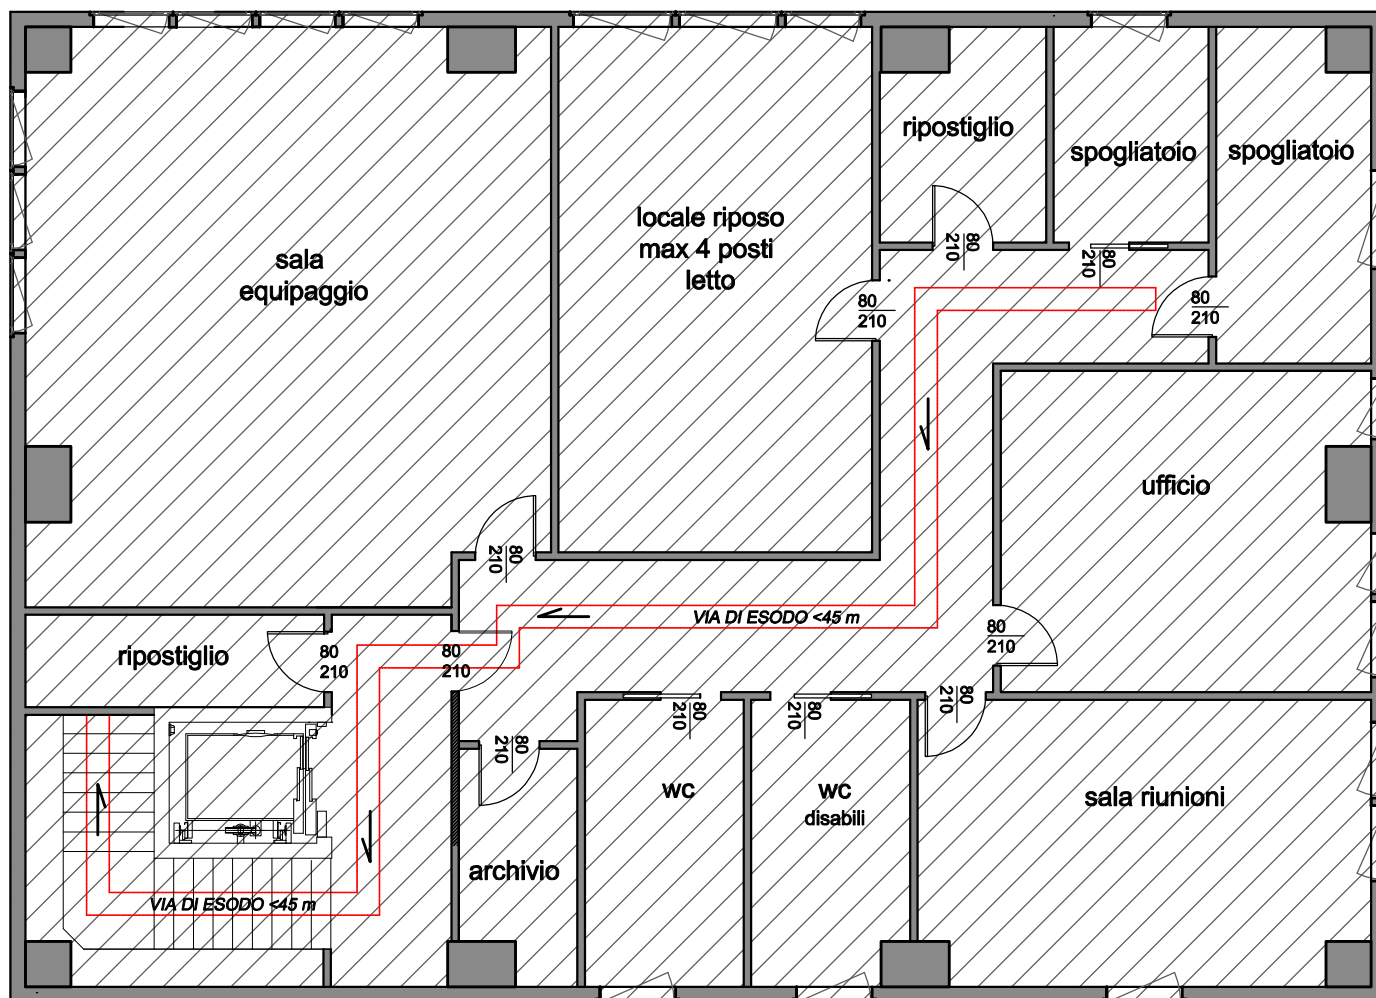 ripostiglio
spogliatoio
spogliatoio
locale riposo
max 4 posti
letto
sala
equipaggio
80
210
80
210
80
210
80
210
ufficio
80
210
VIA DI ESODO <45 m
80
210
ripostiglio
80
210
80
210
80
210
80
210
80
210
80
210
wc
wc
disabili
sala riunioni
archivio
VIA DI ESODO <45 m